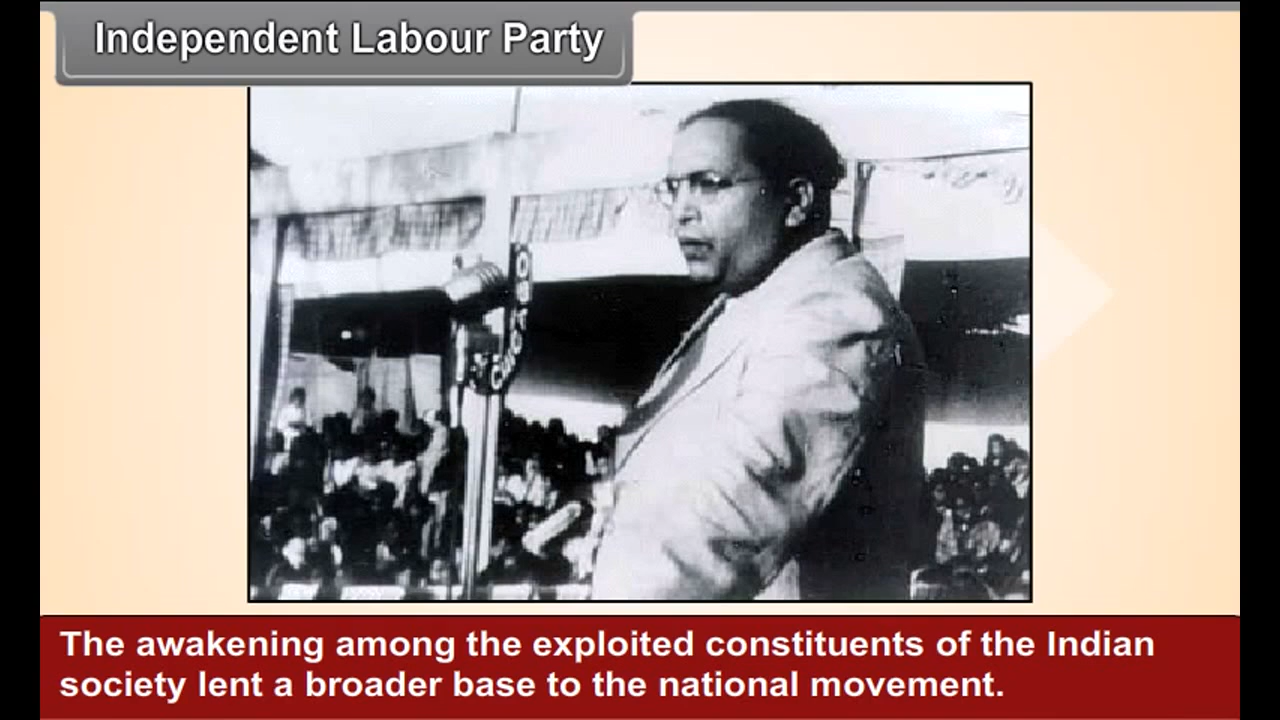 Independent Labour Party
The awakening among the exploited constituents of the Indian
society lent a broader base to the national movement.